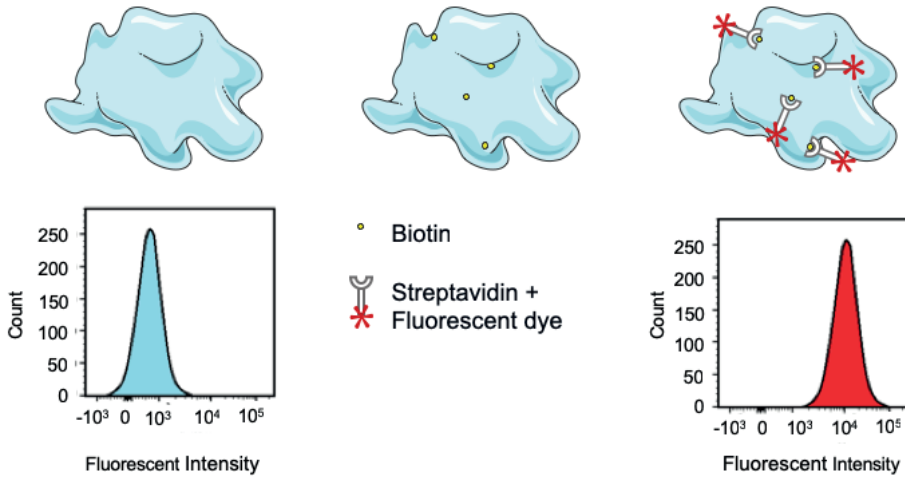 250
200
150
100
50
0
Count
-10³ 0 10³ 10⁴ 10⁵
Fluorescent Intensity
Biotin
Streptavidin +
Fluorescent dye
250
200
150
100
50
0
Count
-10³ 0 10³ 10⁴ 10⁵
Fluorescent Intensity